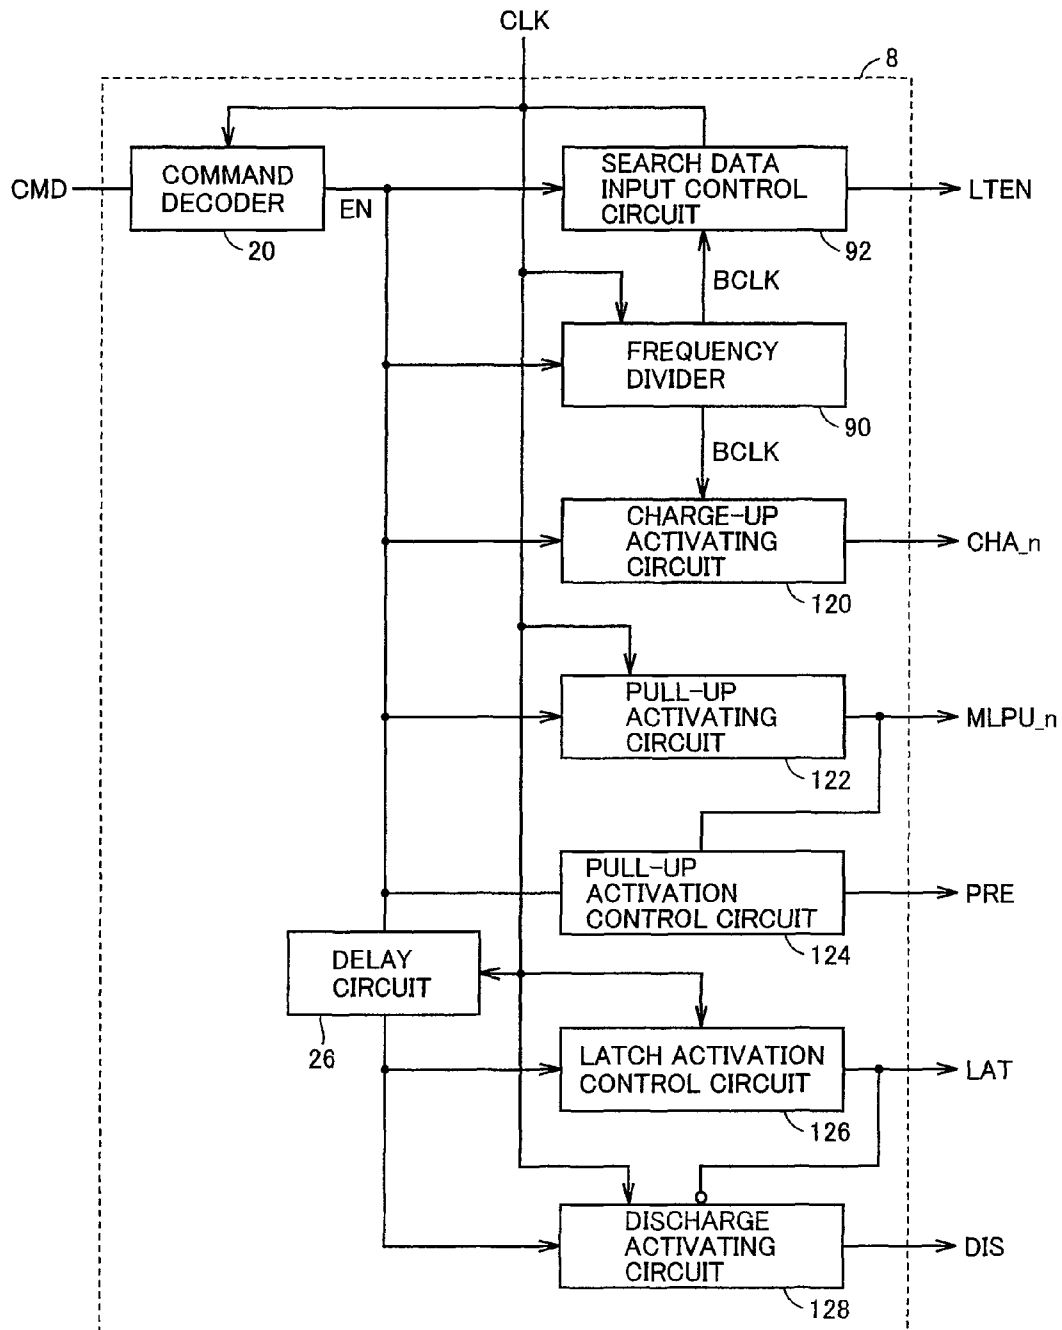 CLK
8
CMD
COMMAND
DECODER
EN
20
SEARCH DATA
INPUT CONTROL
CIRCUIT
92
LTEN
BCLK
FREQUENCY
DIVIDER
90
BCLK
CHARGE-UP
ACTIVATING
CIRCUIT
120
CHA_n
PULL-UP
ACTIVATING
CIRCUIT
122
MLPU_n
PULL-UP
ACTIVATION
CONTROL CIRCUIT
124
PRE
DELAY
CIRCUIT
26
LATCH ACTIVATION
CONTROL CIRCUIT
126
LAT
DISCHARGE
ACTIVATING
CIRCUIT
128
DIS